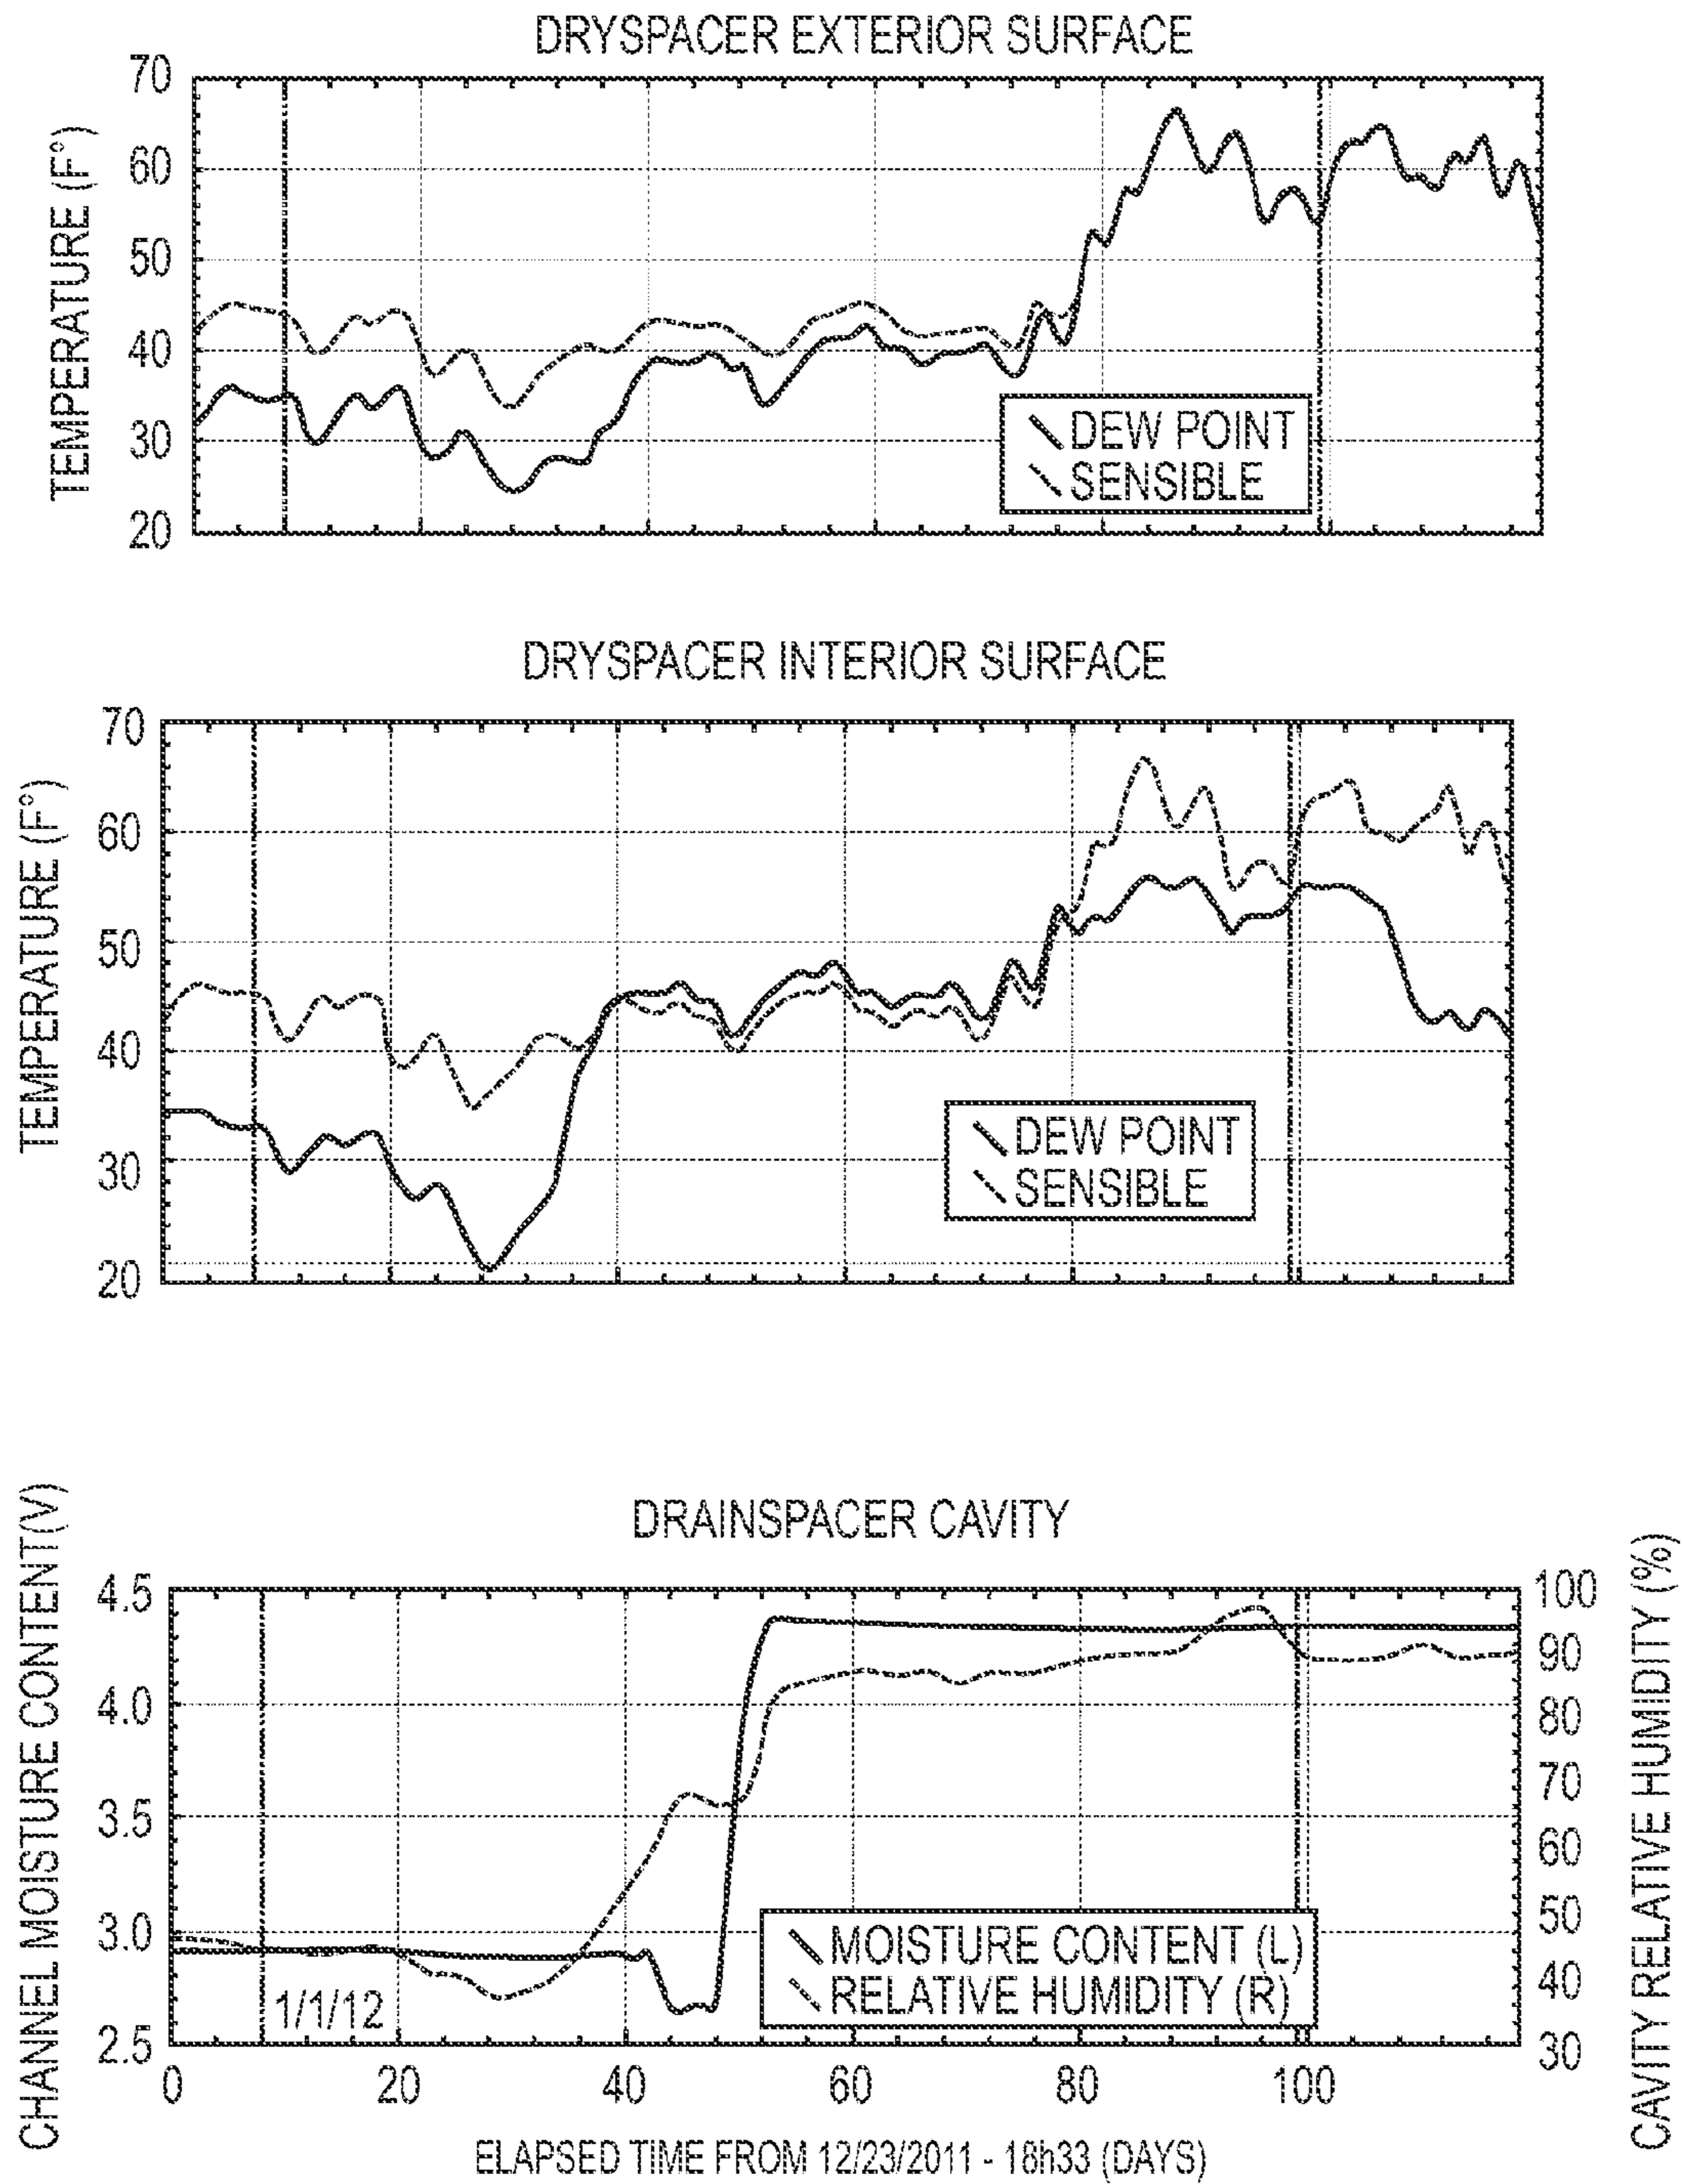 DRYSPACER EXTERIOR SURFACE
TEMPERATURE (F°)
70
60
50
40
30
20
DEW POINT
SENSIBLE
DRYSPACER INTERIOR SURFACE
TEMPERATURE (F°)
70
60
50
40
30
20
DEW POINT
SENSIBLE
DRAINSPACER CAVITY
CHANNEL MOISTURE CONTENT(V)
4.5
4.0
3.5
3.0
2.5
1/1/12
MOISTURE CONTENT (L)
RELATIVE HUMIDITY (R)
100
90
80
70
60
50
40
30
CAVITY RELATIVE HUMIDITY (%)
0 20 40 60 80 100
ELAPSED TIME FROM 12/23/2011 - 18h33 (DAYS)